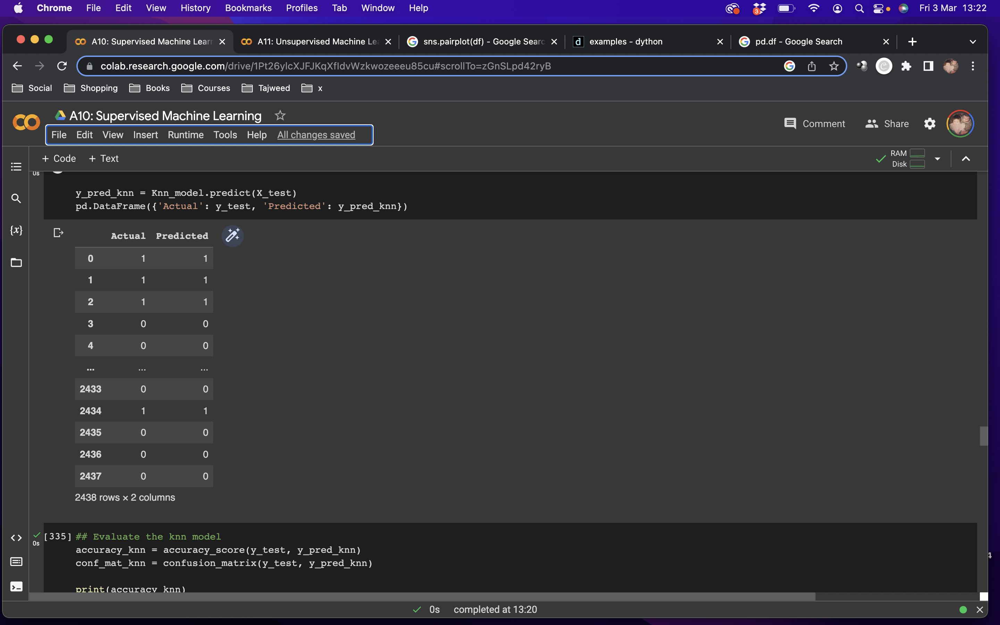 Chrome File Edit View History Bookmarks Profiles Tab Window Help 3 Fri 3 Mar 13:22
A10: Supervised Machine Lear A11: Unsupervised Machine Le sns.pairplot(df) - Google Sear d examples - dython pd.df - Google Search
colab.research.google.com/drive/1Pt26ylcXJFJKqXfIdvWzkwozeeeu85cu#scrollTo=zGnSLpd42ryB
Social Shopping Books Courses Tajweed x
A10: Supervised Machine Learning
File Edit View Insert Runtime Tools Help All changes saved
Comment Share
+ Code + Text
RAM
Disk
0s
y_pred_knn = Knn_model.predict(X_test)
pd.DataFrame({'Actual': y_test, 'Predicted': y_pred_knn})
Actual Predicted
0 1 1
1 1 1
2 1 1
3 0 0
4 0 0
... ... ...
2433 0 0
2434 1 1
2435 0 0
2436 0 0
2437 0 0
2438 rows × 2 columns
[335] ## Evaluate the knn model
0s
accuracy_knn = accuracy_score(y_test, y_pred_knn)
conf_mat_knn = confusion_matrix(y_test, y_pred_knn)
print(accuracy_knn)
0s completed at 13:20